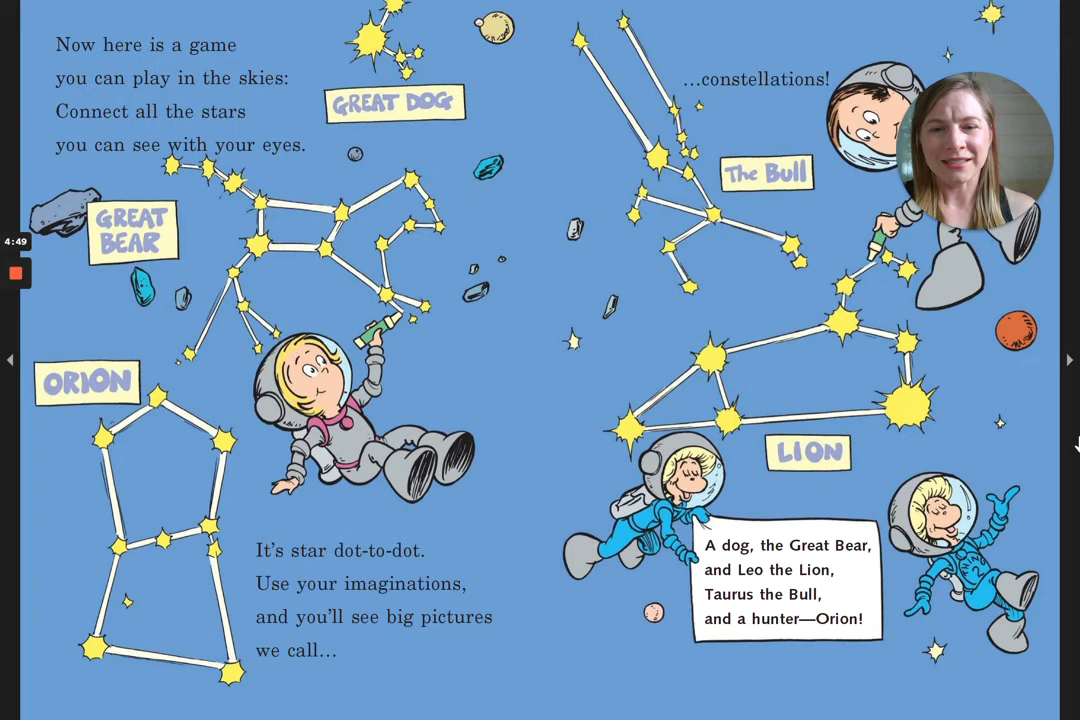 Now here is a game
you can play in the skies:
Connect all the stars
you can see with your eyes.
GREAT DOG
GREAT
BEAR
4:49
ORION
It's star dot-to-dot.
Use your imaginations,
and you'll see big pictures
we call...
...constellations!
The Bull
LION
A dog, the Great Bear,
and Leo the Lion,
Taurus the Bull,
and a hunter—Orion!